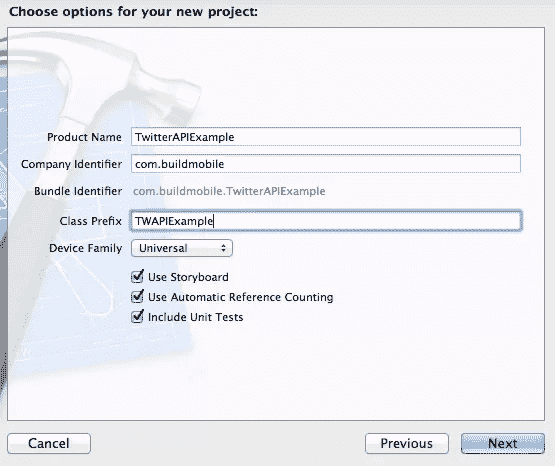 Choose options for your new project:
Product Name TwitterAPIExample
Company Identifier com.buildmobile
Bundle Identifier com.buildmobile.TwitterAPIExample
Class Prefix TWAPIExample
Device Family Universal
Use Storyboard
Use Automatic Reference Counting
Include Unit Tests
Cancel Previous Next